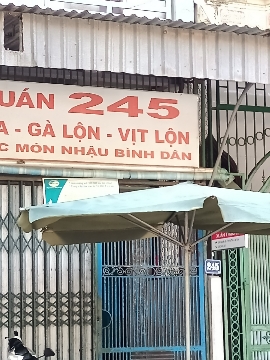 UÁN 245
A - GÀ LỘN - VỊT LỘN
C MÓN NHẬU BÌNH DÂN
245